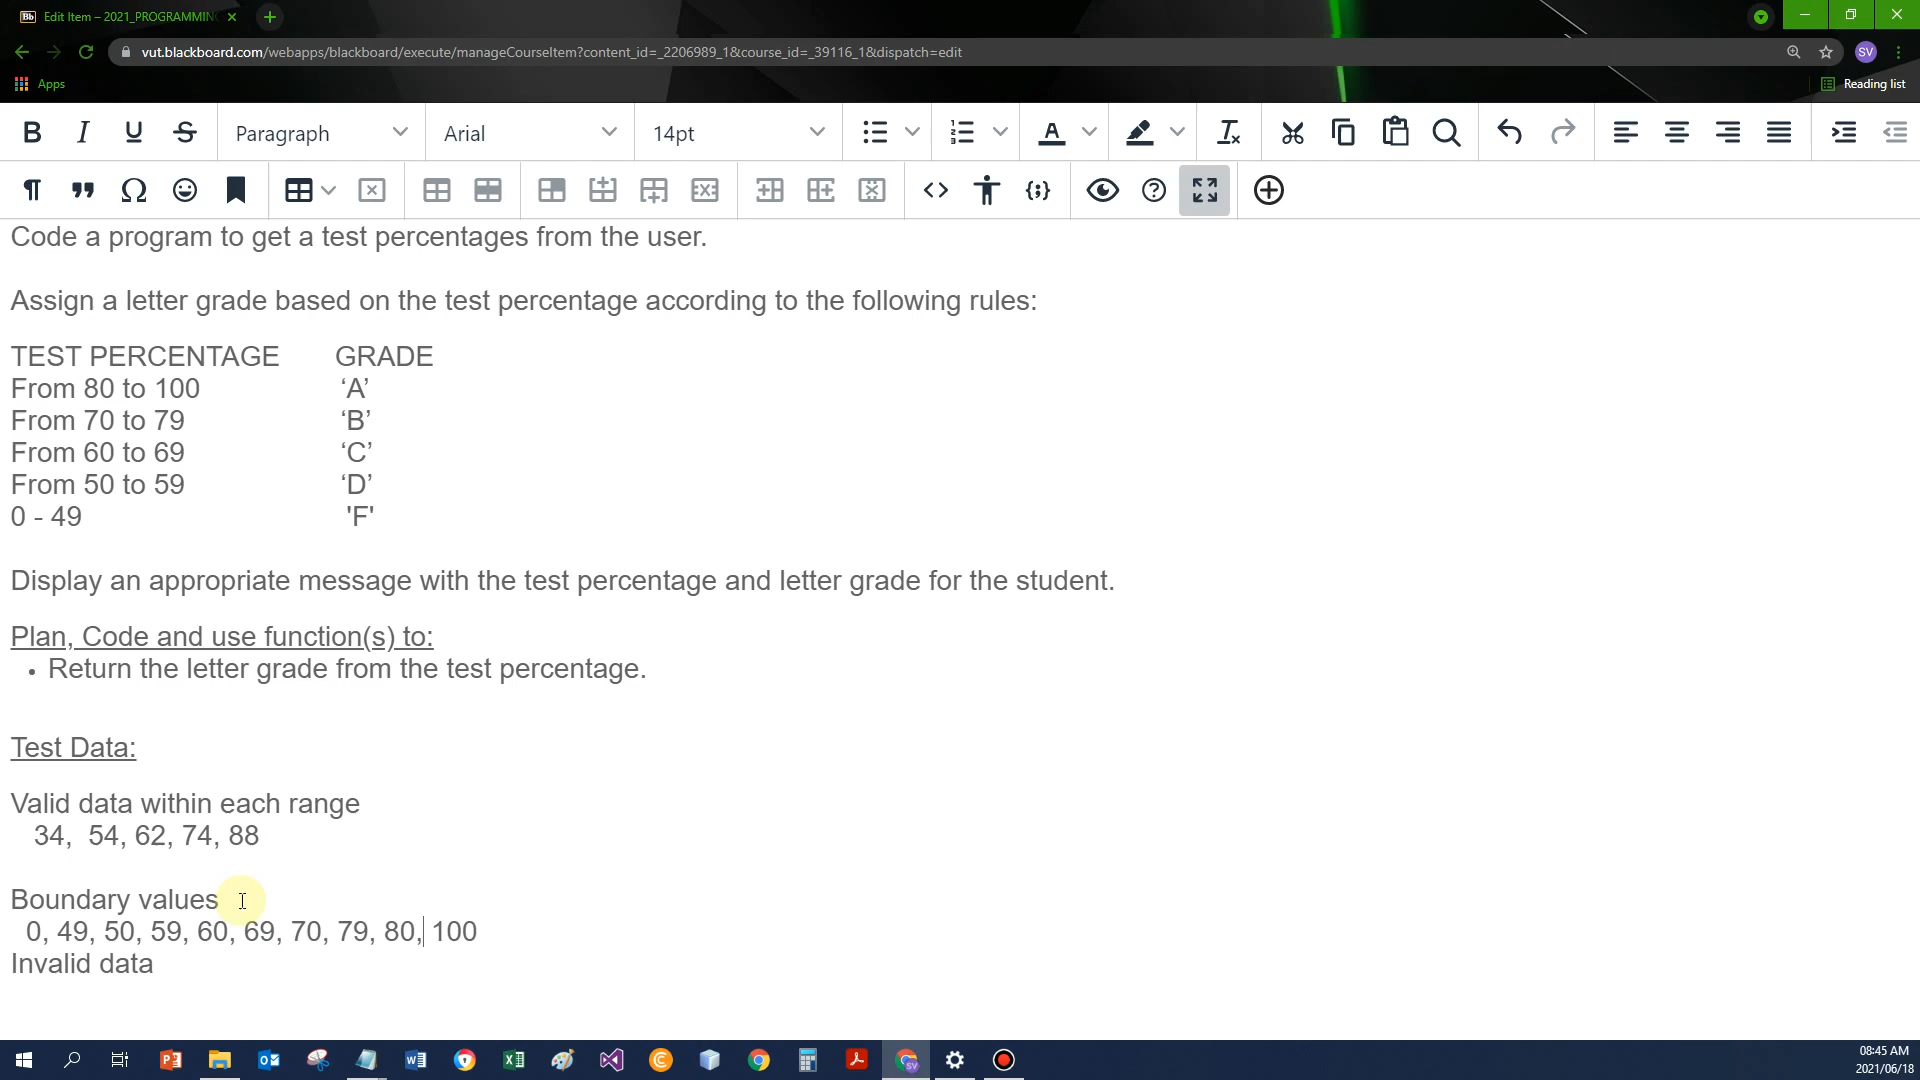 Edit Item – 2021_PROGRAMMIN
vut.blackboard.com/webapps/blackboard/execute/manageCourseItem?content_id=_2206989_1&course_id=_39116_1&dispatch=edit
SV
Apps
Reading list
Paragraph
Arial
14pt
Code a program to get a test percentages from the user.
Assign a letter grade based on the test percentage according to the following rules:
TEST PERCENTAGE GRADE
From 80 to 100 ‘A’
From 70 to 79 ‘B’
From 60 to 69 ‘C’
From 50 to 59 ‘D’
0 - 49 'F'
Display an appropriate message with the test percentage and letter grade for the student.
Plan, Code and use function(s) to:
• Return the letter grade from the test percentage.
Test Data:
Valid data within each range
34, 54, 62, 74, 88
Boundary values
0, 49, 50, 59, 60, 69, 70, 79, 80, 100
Invalid data
08:45 AM
2021/06/18